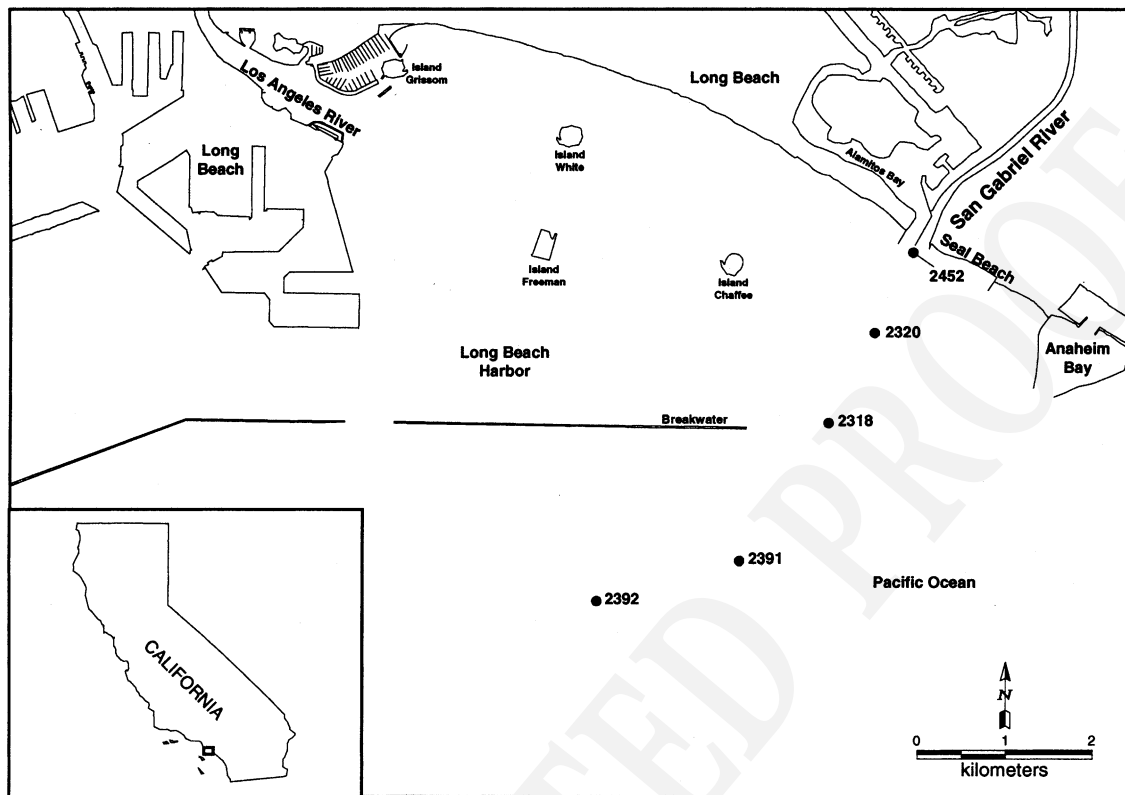 Island
Grissom
Los Angeles River
Long Beach
Long
Beach
Island
White
Alamitos Bay
San Gabriel River
Island
Freeman
Island
Chaffee
Seal Beach
2452
2320
Long Beach
Harbor
Anaheim
Bay
Breakwater
2318
2391
2392
Pacific Ocean
CALIFORNIA
N
0 1 2
kilometers
TED PROOF